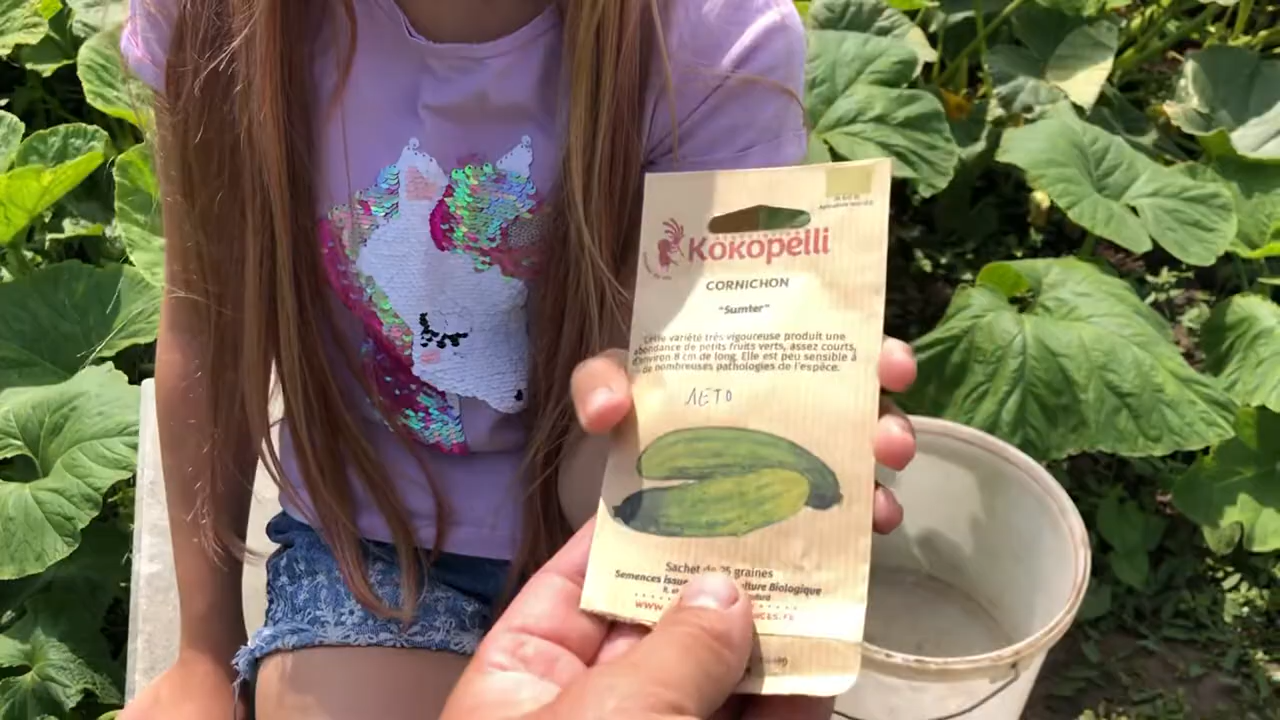 Kokopelli
CORNICHON
"Sumter"
Cette variété très vigoureuse produit une
abondance de petits fruits verts, assez courts,
d'environ 8 cm de long. Elle est peu sensible à
de nombreuses pathologies de l'espèce.
ЛЕТО
Sachet de 25 graines
Semences Biologique
www.